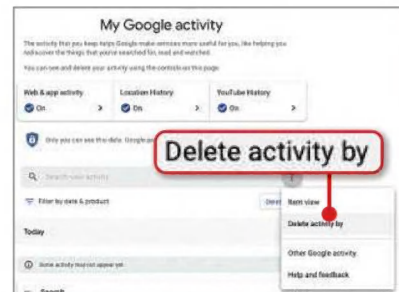 My Google activity
The activity that you keep helps Google make services more useful for you, like helping you
rediscover the things that you've searched for, read and watched.
You can see and delete your activity using the controls on this page.
Web & app activity
On
Location History
On
YouTube History
On
Only you can see this data. Google
Delete activity by
Search your activity
Filter by date & product
Delete
Item view
Delete activity by
Other Google activity
Help and feedback
Today
Some activity may not appear yet
Search